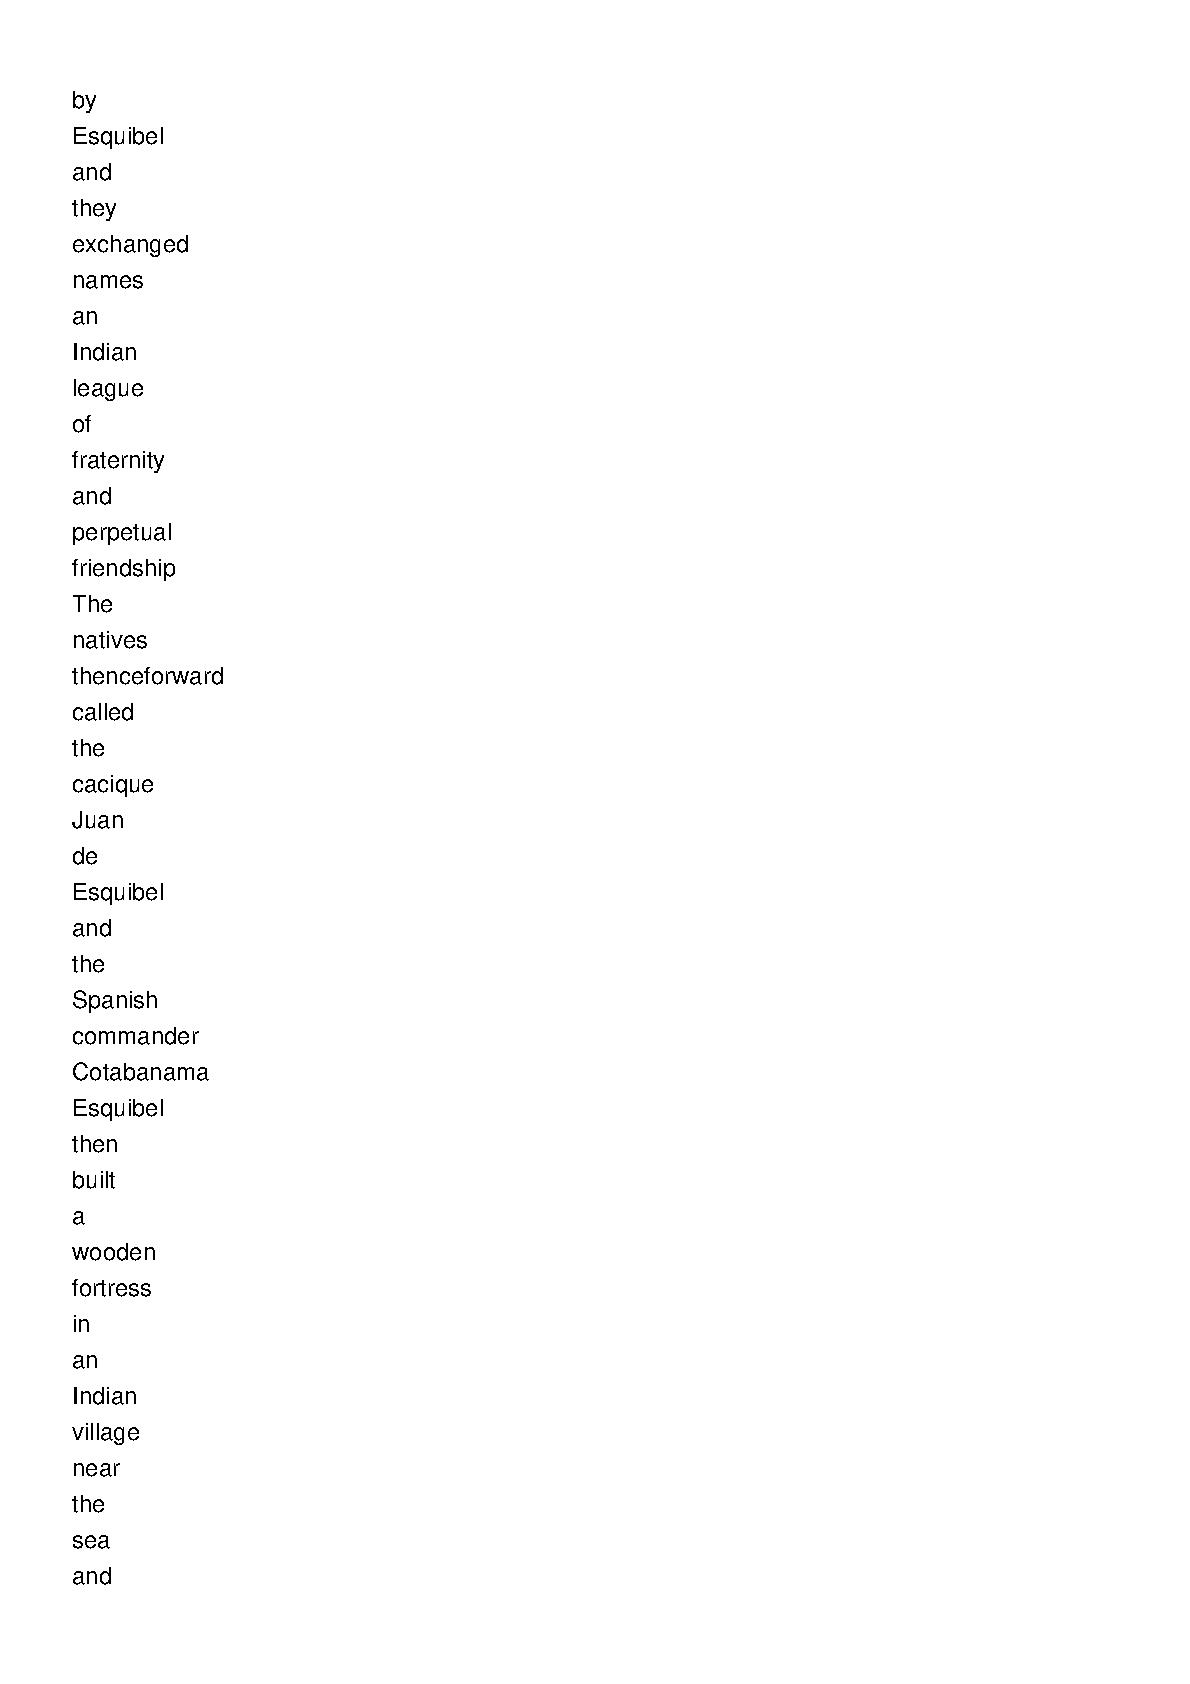 by
Esquibel
and
they
exchanged
names
an
Indian
league
of
fraternity
and
perpetual
friendship
The
natives
thenceforward
called
the
cacique
Juan
de
Esquibel
and
the
Spanish
commander
Cotabanama
Esquibel
then
built
a
wooden
fortress
in
an
Indian
village
near
the
sea
and